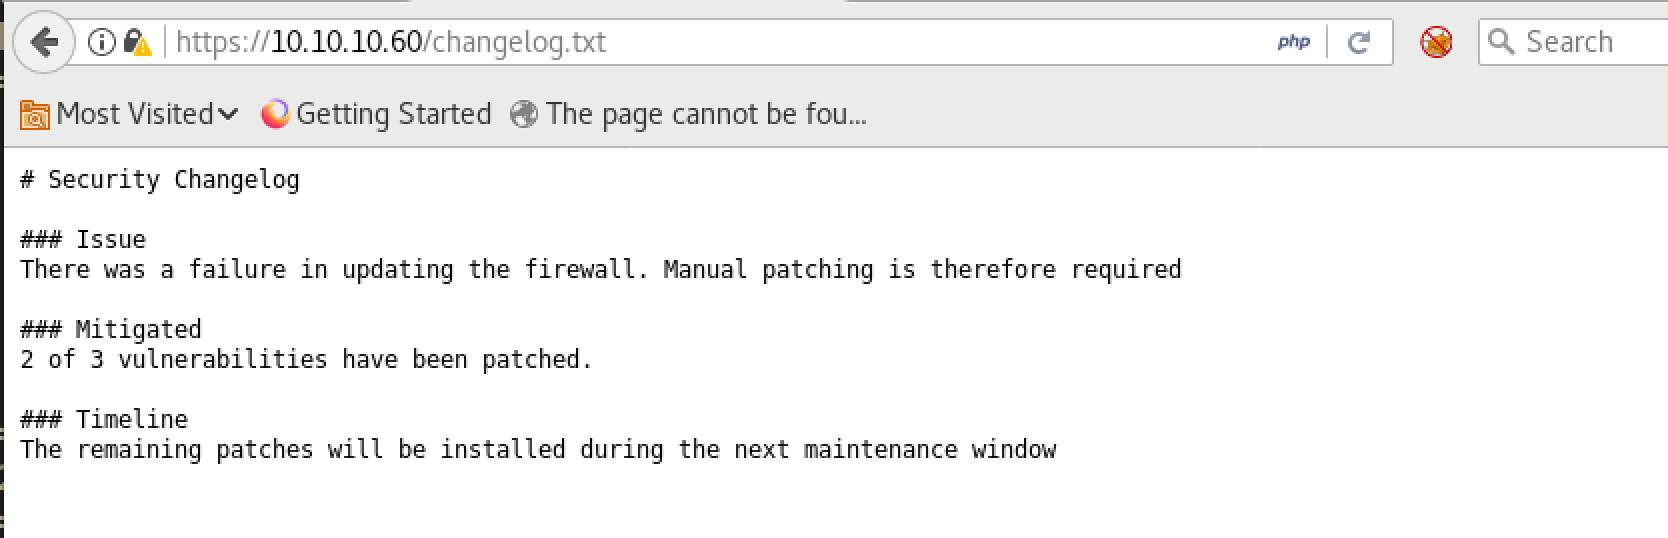 https://10.10.10.60/changelog.txt
php
Search
Most Visited
Getting Started
The page cannot be fou...
# Security Changelog
### Issue
There was a failure in updating the firewall. Manual patching is therefore required
### Mitigated
2 of 3 vulnerabilities have been patched.
### Timeline
The remaining patches will be installed during the next maintenance window